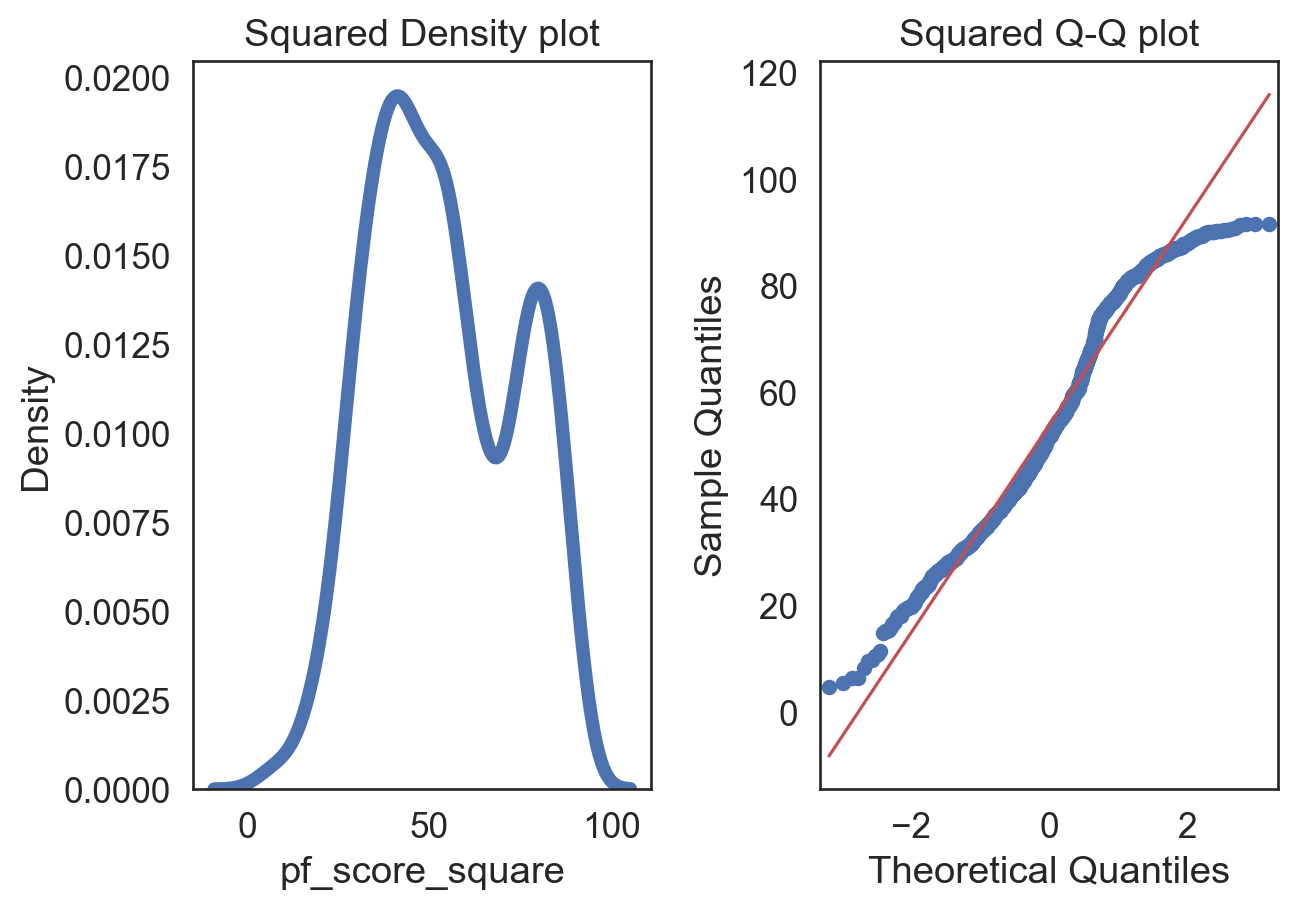 Squared Density plot
0.0200
0.0175
0.0150
0.0125
0.0100
0.0075
0.0050
0.0025
0.0000
Density
0 50 100
pf_score_square
Squared Q-Q plot
120
100
80
60
40
20
0
Sample Quantiles
−2 0 2
Theoretical Quantiles